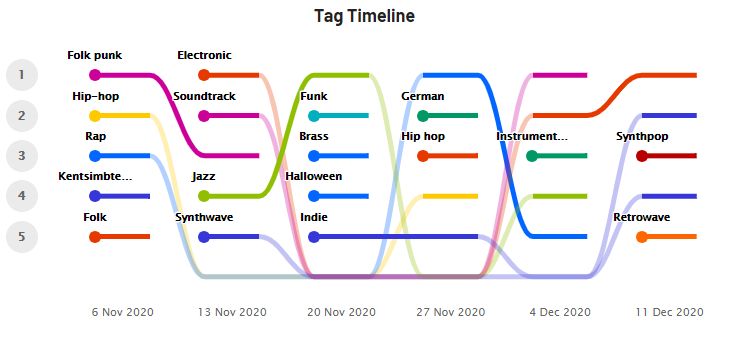 Tag Timeline
Folk punk Electronic
1
Hip-hop Soundtrack Funk German
2
Rap Brass Hip hop Instrument... Synthpop
3
Kentsimbte... Jazz Halloween
4
Folk Synthwave Indie Retrowave
5
6 Nov 2020 13 Nov 2020 20 Nov 2020 27 Nov 2020 4 Dec 2020 11 Dec 2020